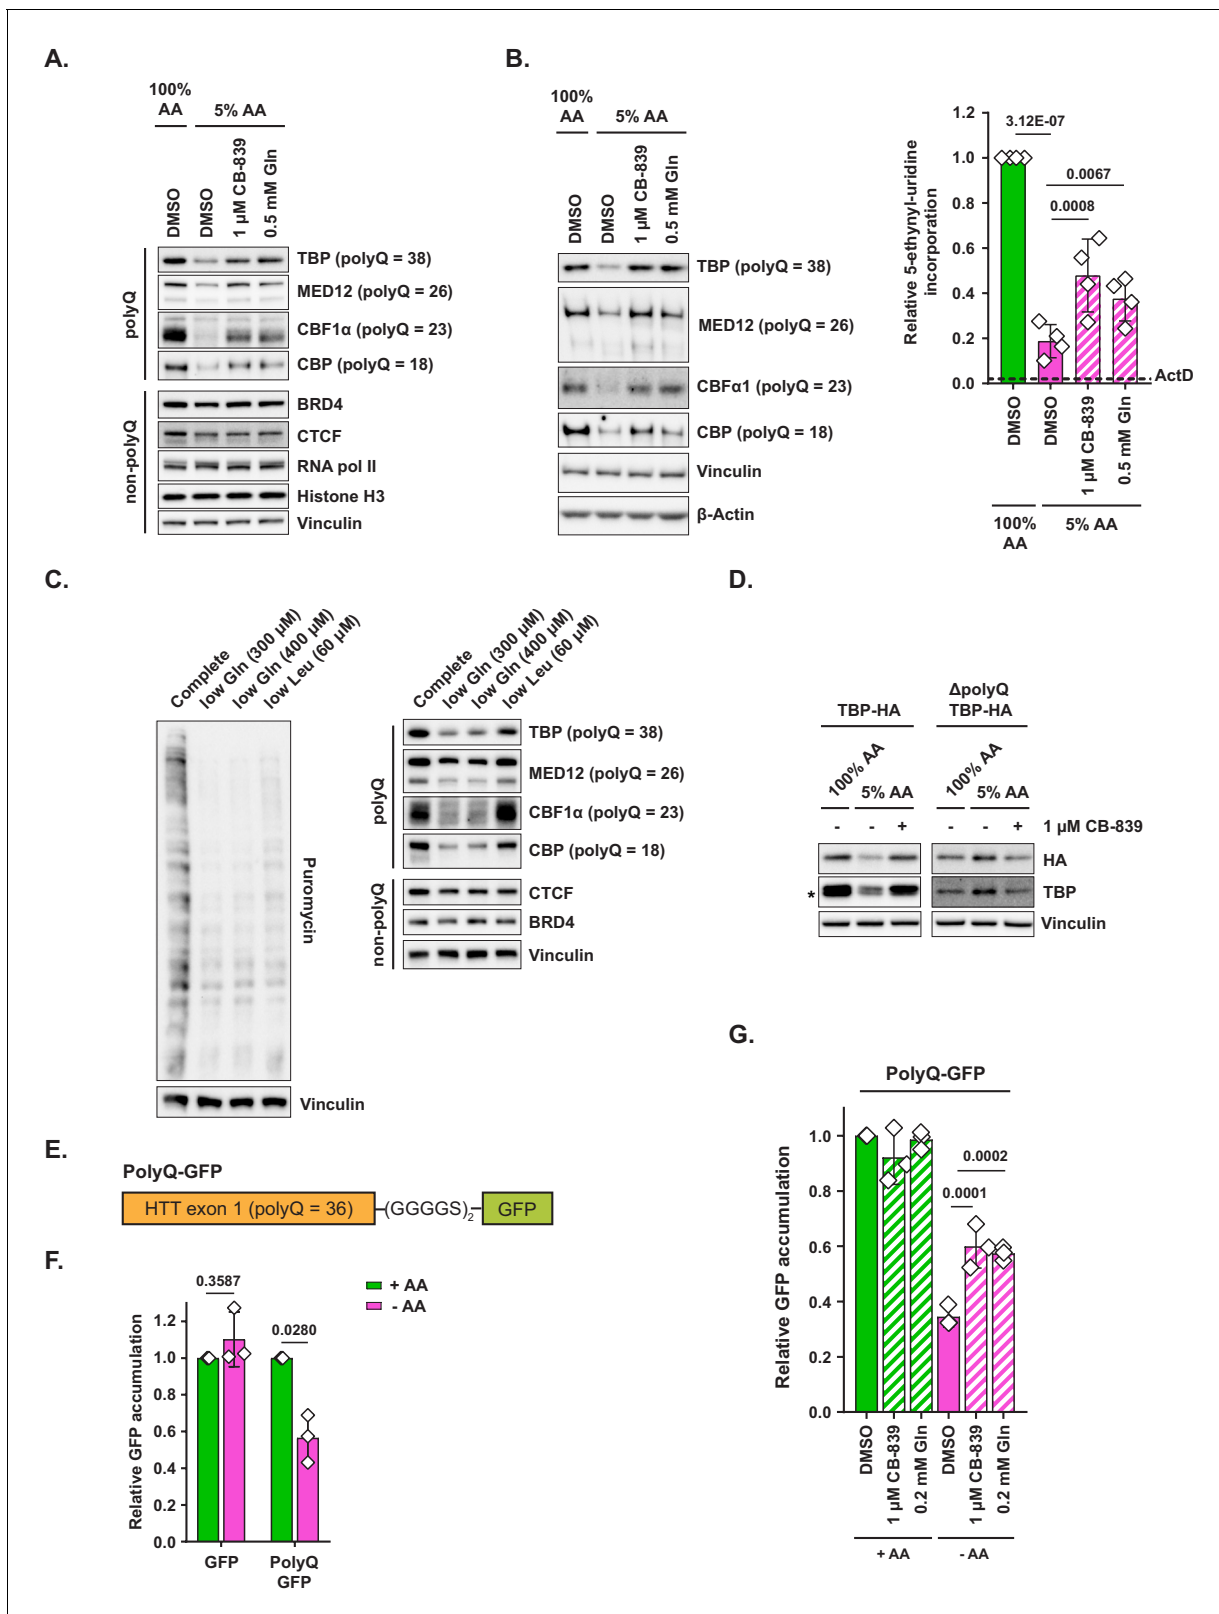 A.
100%
AA
5% AA
DMSO
DMSO
1 µM CB-839
0.5 mM Gln
polyQ
TBP (polyQ = 38)
MED12 (polyQ = 26)
CBF1α (polyQ = 23)
CBP (polyQ = 18)
non-polyQ
BRD4
CTCF
RNA pol II
Histone H3
Vinculin
B.
100%
AA
5% AA
DMSO
DMSO
1 µM CB-839
0.5 mM Gln
TBP (polyQ = 38)
MED12 (polyQ = 26)
CBFα1 (polyQ = 23)
CBP (polyQ = 18)
Vinculin
β-Actin
Relative 5-ethynyl-uridine
incorporation
1.2
1.0
0.8
0.6
0.4
0.2
0.0
3.12E-07
0.0067
0.0008
ActD
DMSO
DMSO
1 µM CB-839
0.5 mM Gln
100%
AA
5% AA
C.
Complete
low Gln (300 µM)
low Gln (400 µM)
low Leu (60 µM)
Puromycin
Vinculin
Complete
low Gln (300 µM)
low Gln (400 µM)
low Leu (60 µM)
polyQ
TBP (polyQ = 38)
MED12 (polyQ = 26)
CBF1α (polyQ = 23)
CBP (polyQ = 18)
non-polyQ
CTCF
BRD4
Vinculin
D.
TBP-HA
ΔpolyQ
TBP-HA
100% AA
5% AA
100% AA
5% AA
- - + - - + 1 µM CB-839
HA
* TBP
Vinculin
E.
PolyQ-GFP
HTT exon 1 (polyQ = 36)
(GGGGS)2
GFP
F.
+ AA
- AA
Relative GFP accumulation
1.2
1.0
0.8
0.6
0.4
0.2
0.0
0.3587
0.0280
GFP
PolyQ
GFP
G.
PolyQ-GFP
Relative GFP accumulation
1.0
0.8
0.6
0.4
0.2
0.0
0.0002
0.0001
DMSO
1 µM CB-839
0.2 mM Gln
DMSO
1 µM CB-839
0.2 mM Gln
+ AA
- AA